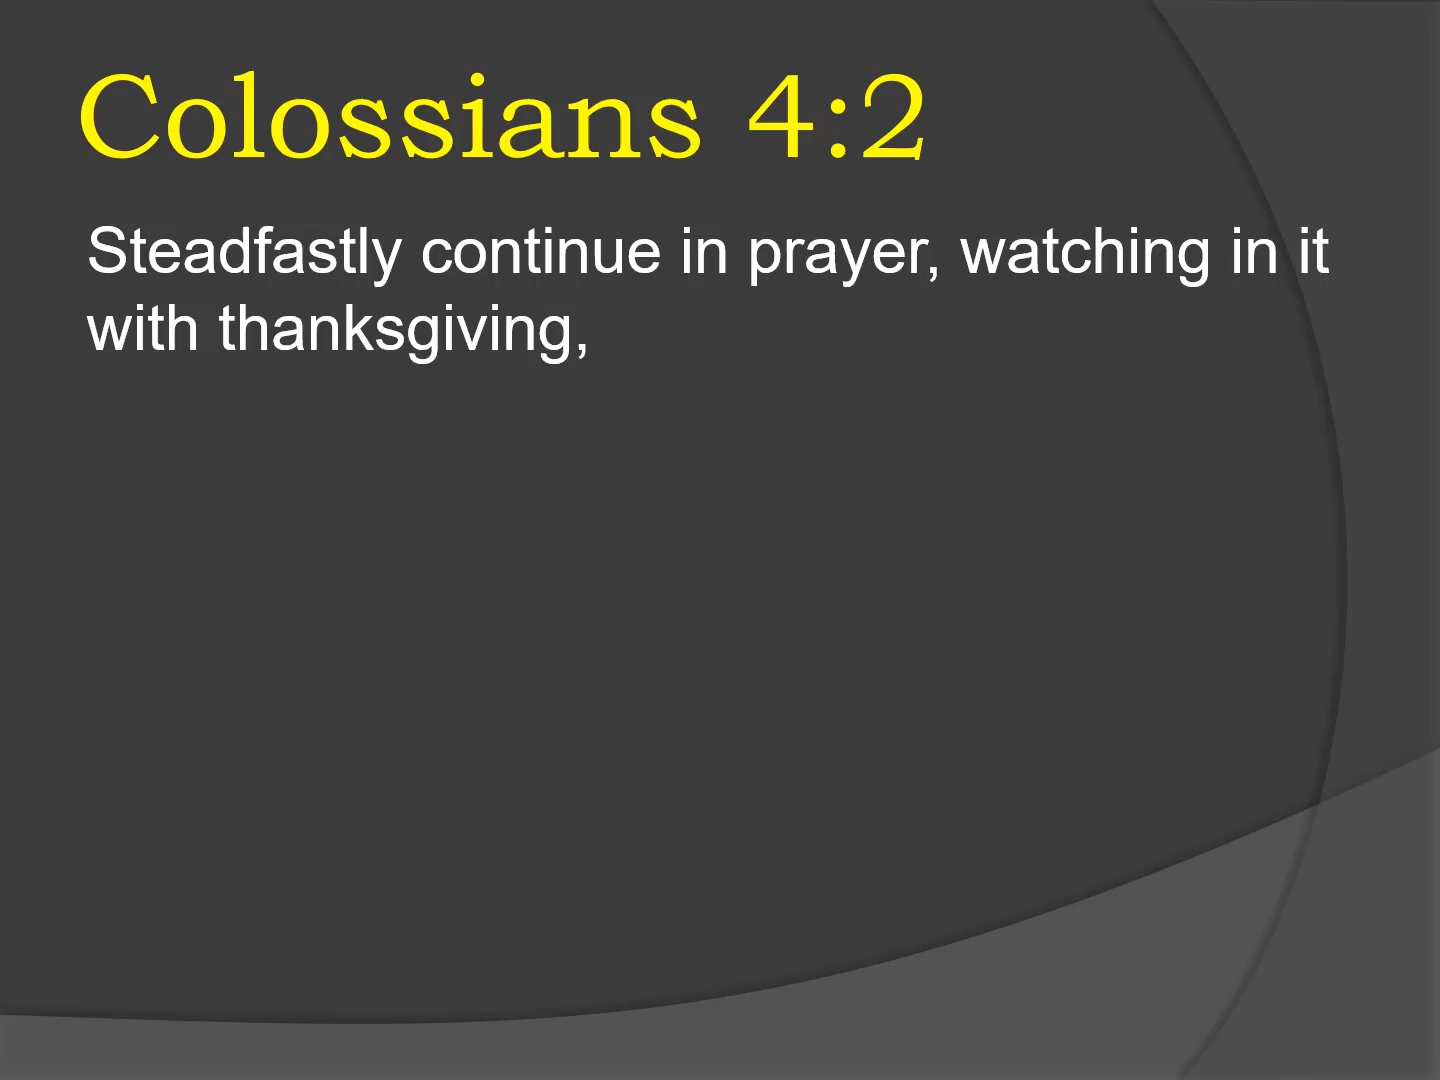 Colossians 4:2
Steadfastly continue in prayer, watching in it
with thanksgiving,